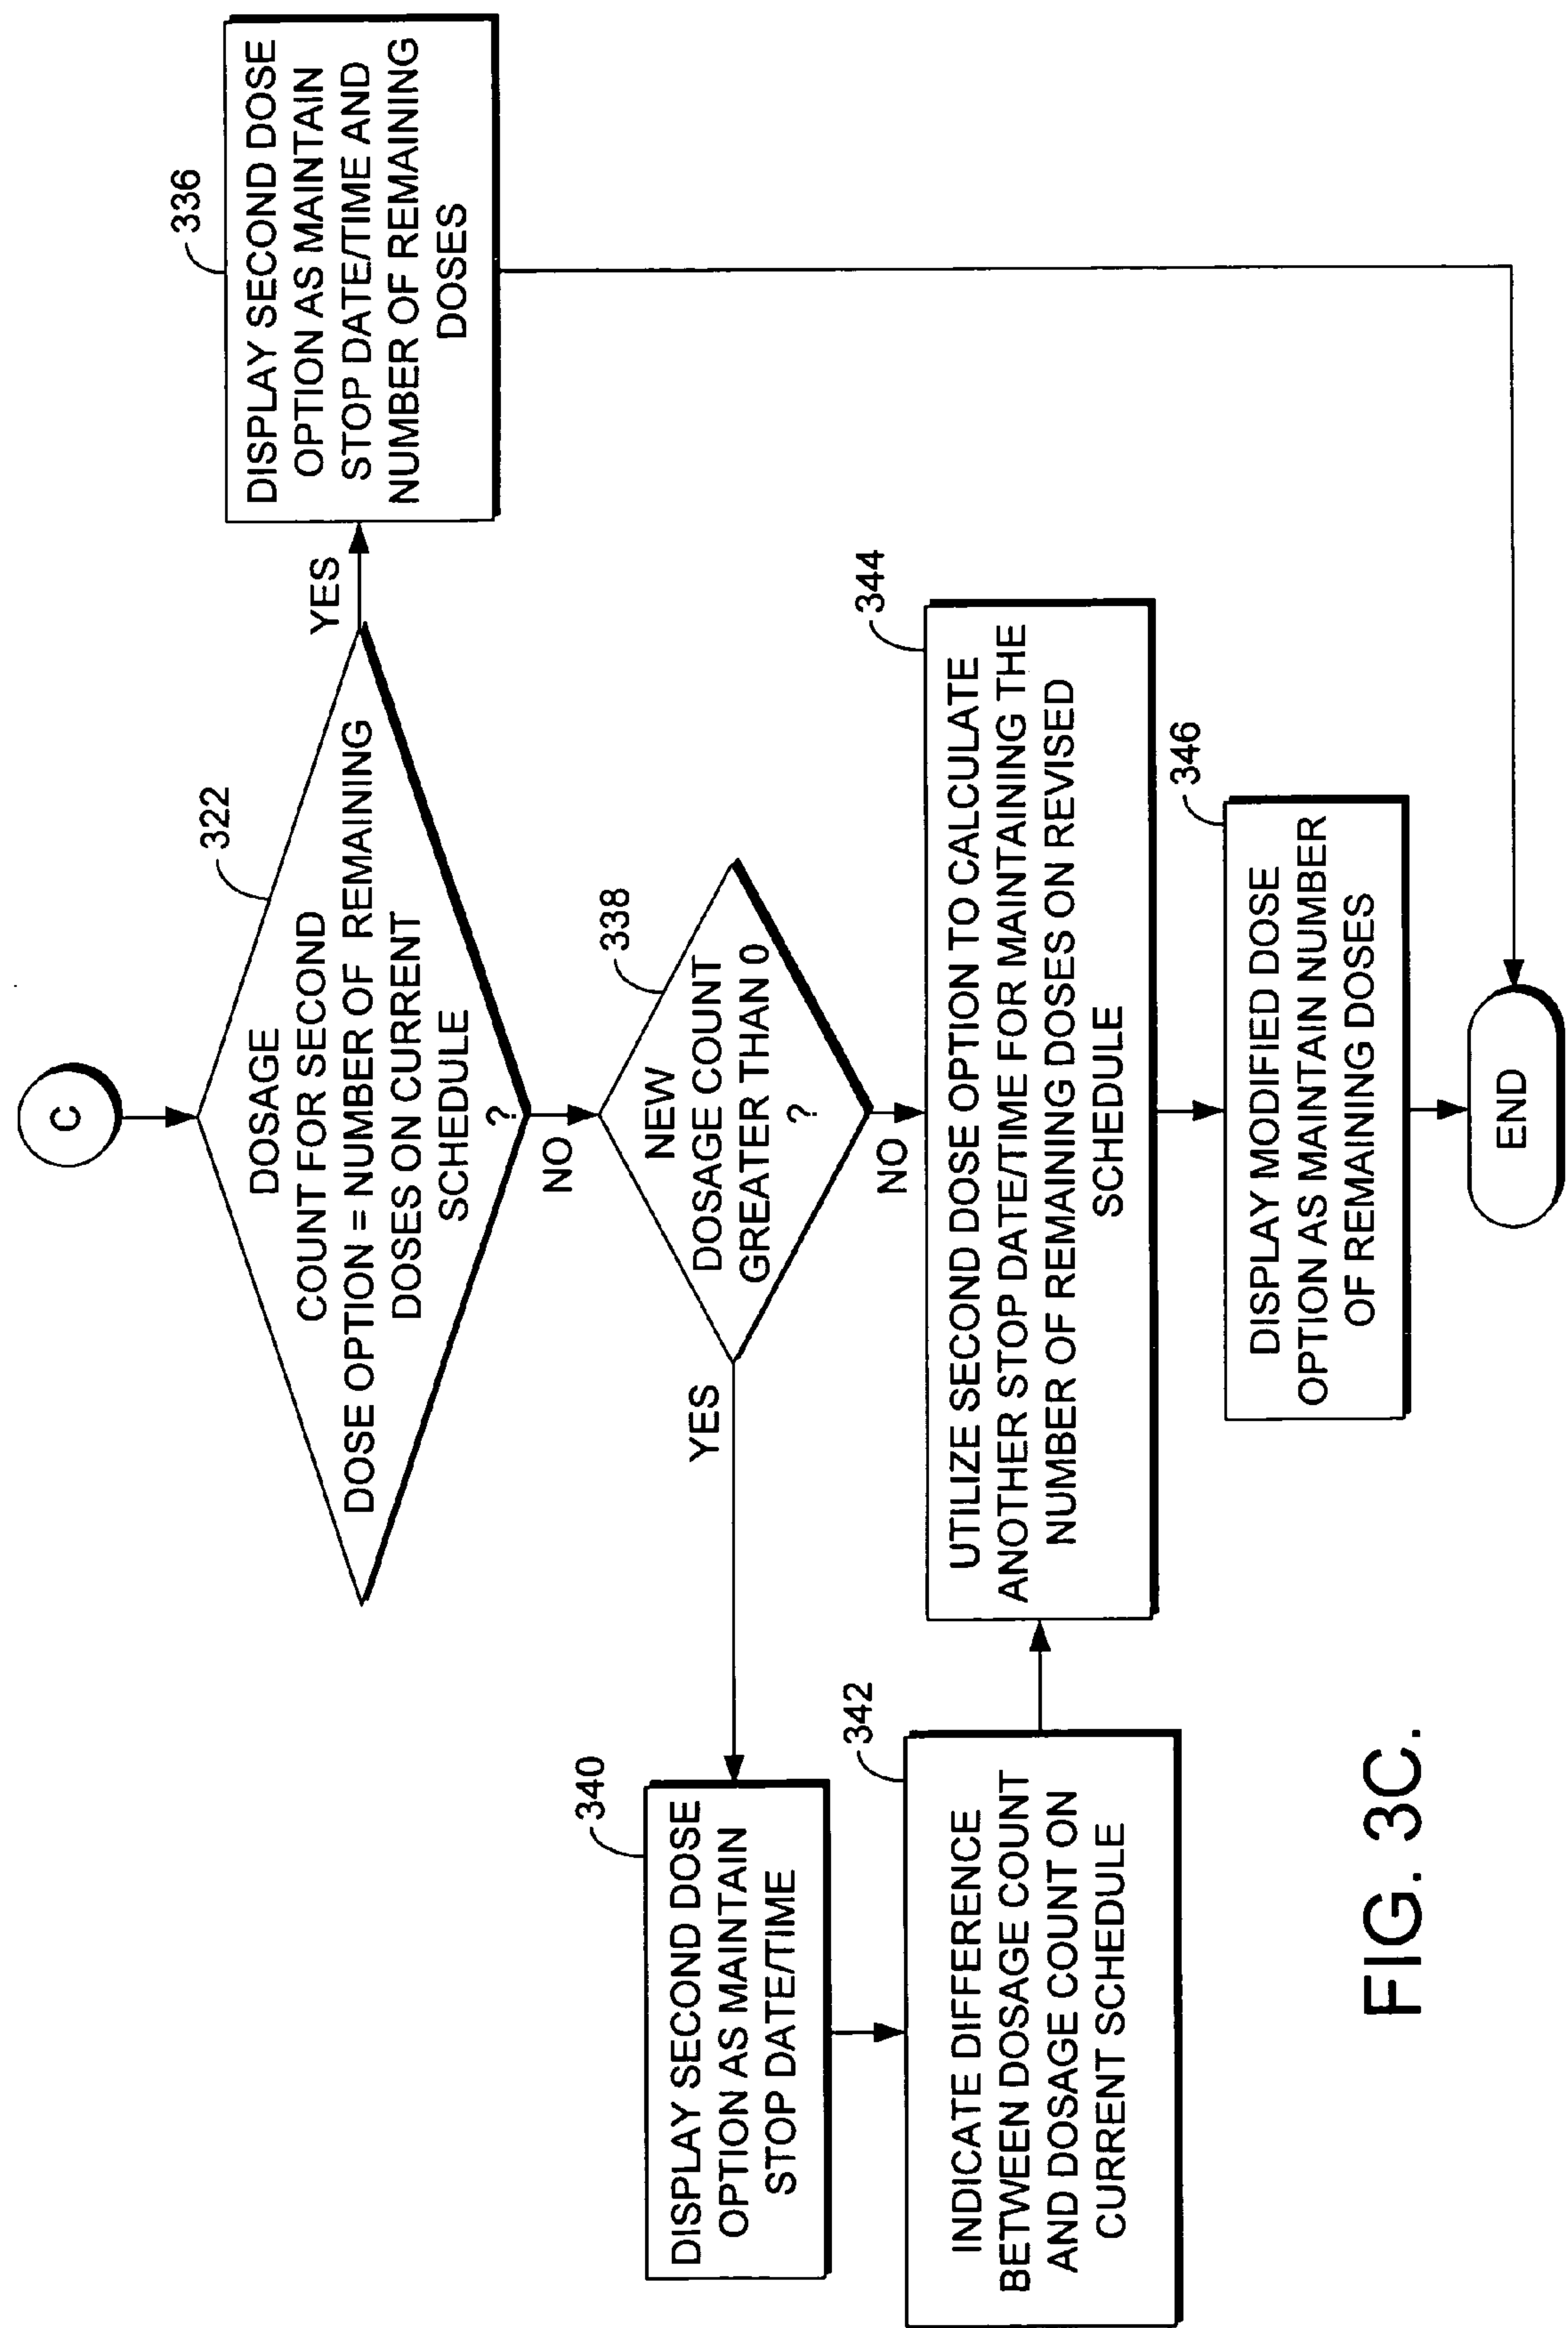 C
322
DOSAGE
COUNT FOR SECOND
DOSE OPTION = NUMBER OF REMAINING
DOSES ON CURRENT
SCHEDULE
?
YES
336
DISPLAY SECOND DOSE
OPTION AS MAINTAIN
STOP DATE/TIME AND
NUMBER OF REMAINING
DOSES
NO
338
NEW
DOSAGE COUNT
GREATER THAN 0
?
YES
340
DISPLAY SECOND DOSE
OPTION AS MAINTAIN
STOP DATE/TIME
342
INDICATE DIFFERENCE
BETWEEN DOSAGE COUNT
AND DOSAGE COUNT ON
CURRENT SCHEDULE
NO
344
UTILIZE SECOND DOSE OPTION TO CALCULATE
ANOTHER STOP DATE/TIME FOR MAINTAINING THE
NUMBER OF REMAINING DOSES ON REVISED
SCHEDULE
346
DISPLAY MODIFIED DOSE
OPTION AS MAINTAIN NUMBER
OF REMAINING DOSES
END
FIG. 3C.